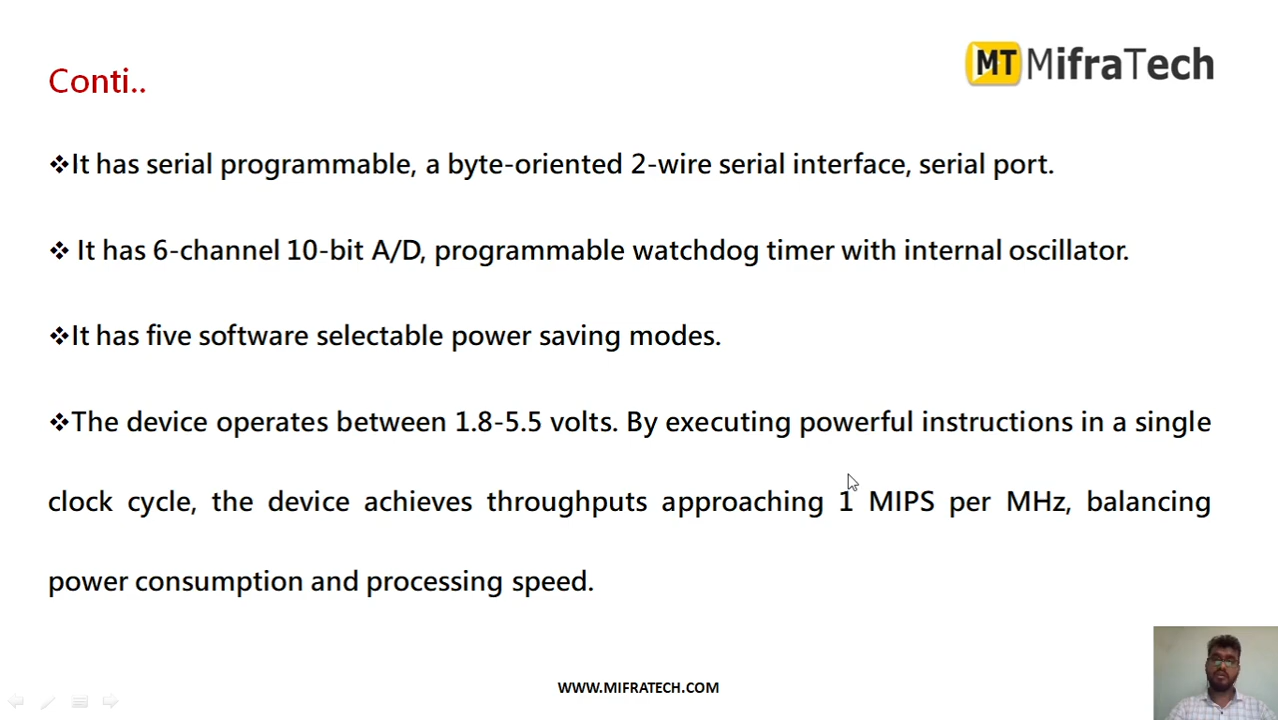 MT MifraTech
Conti..
❖It has serial programmable, a byte-oriented 2-wire serial interface, serial port.
❖ It has 6-channel 10-bit A/D, programmable watchdog timer with internal oscillator.
❖It has five software selectable power saving modes.
❖The device operates between 1.8-5.5 volts. By executing powerful instructions in a single
clock cycle, the device achieves throughputs approaching 1 MIPS per MHz, balancing
power consumption and processing speed.
WWW.MIFRATECH.COM